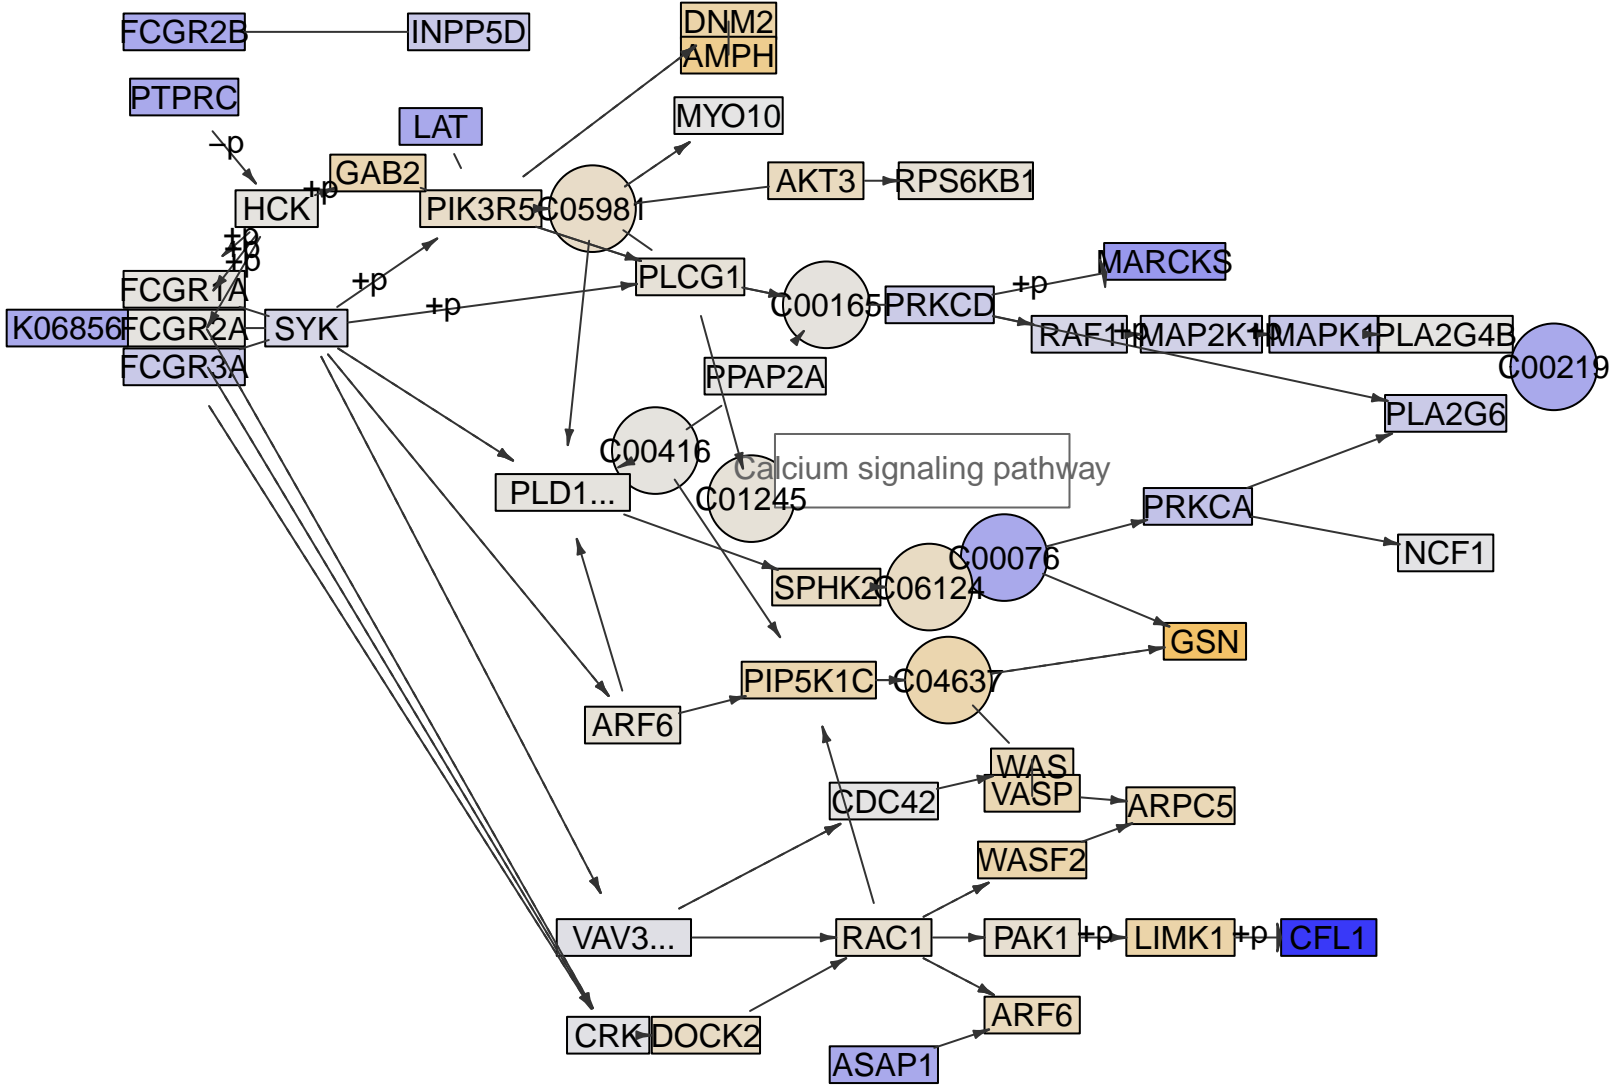 DNM2
FCGR2B
INPP5D
AMPH
PTPRC
MYO10
LAT
–p
GAB2
AKT3
RPS6KB1
+p
HCK
PIK3R5
C05981
+p
+p
+p
MARCKS
PLCG1
+p
+p
FCGR1A
C00165
PRKCD
+p
K06856
FCGR2A
SYK
RAF1
+p
MAP2K1
+p
MAPK1
PLA2G4B
FCGR3A
PPAP2A
C00219
PLA2G6
C00416
Calcium signaling pathway
PLD1...
C01245
PRKCA
NCF1
C00076
SPHK2
C06124
GSN
PIP5K1C
C04637
ARF6
WAS
VASP
CDC42
ARPC5
WASF2
VAV3...
RAC1
PAK1
+p
LIMK1
+p
CFL1
ARF6
CRK
DOCK2
ASAP1